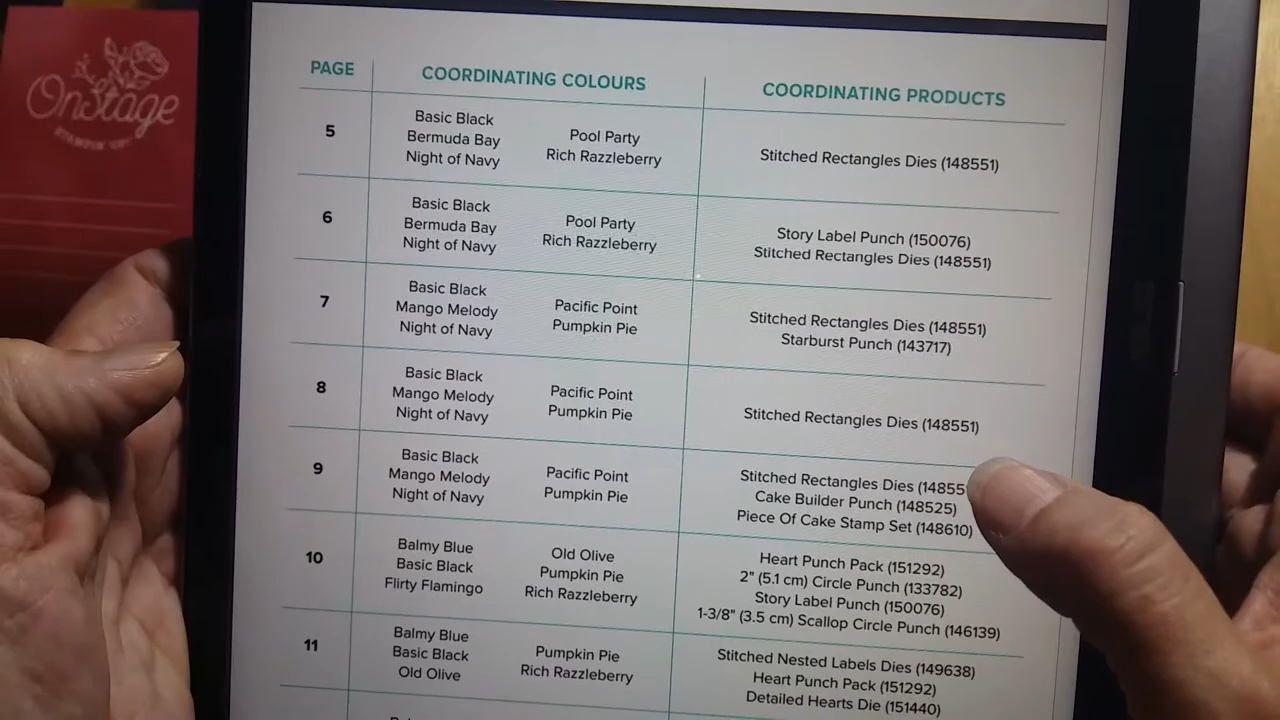 OnStage
STAMPIN' UP!
PAGE COORDINATING COLOURS COORDINATING PRODUCTS
5
Basic Black
Bermuda Bay
Night of Navy
Pool Party
Rich Razzleberry
Stitched Rectangles Dies (148551)
6
Basic Black
Bermuda Bay
Night of Navy
Pool Party
Rich Razzleberry
Story Label Punch (150076)
Stitched Rectangles Dies (148551)
7
Basic Black
Mango Melody
Night of Navy
Pacific Point
Pumpkin Pie
Stitched Rectangles Dies (148551)
Starburst Punch (143717)
8
Basic Black
Mango Melody
Night of Navy
Pacific Point
Pumpkin Pie
Stitched Rectangles Dies (148551)
9
Basic Black
Mango Melody
Night of Navy
Pacific Point
Pumpkin Pie
Stitched Rectangles Dies (14855
Cake Builder Punch (148525)
Piece Of Cake Stamp Set (148610)
10
Balmy Blue
Basic Black
Flirty Flamingo
Old Olive
Pumpkin Pie
Rich Razzleberry
Heart Punch Pack (151292)
2" (5.1 cm) Circle Punch (133782)
Story Label Punch (150076)
1-3/8" (3.5 cm) Scallop Circle Punch (146139)
11
Balmy Blue
Basic Black
Old Olive
Pumpkin Pie
Rich Razzleberry
Stitched Nested Labels Dies (149638)
Heart Punch Pack (151292)
Detailed Hearts Die (151440)